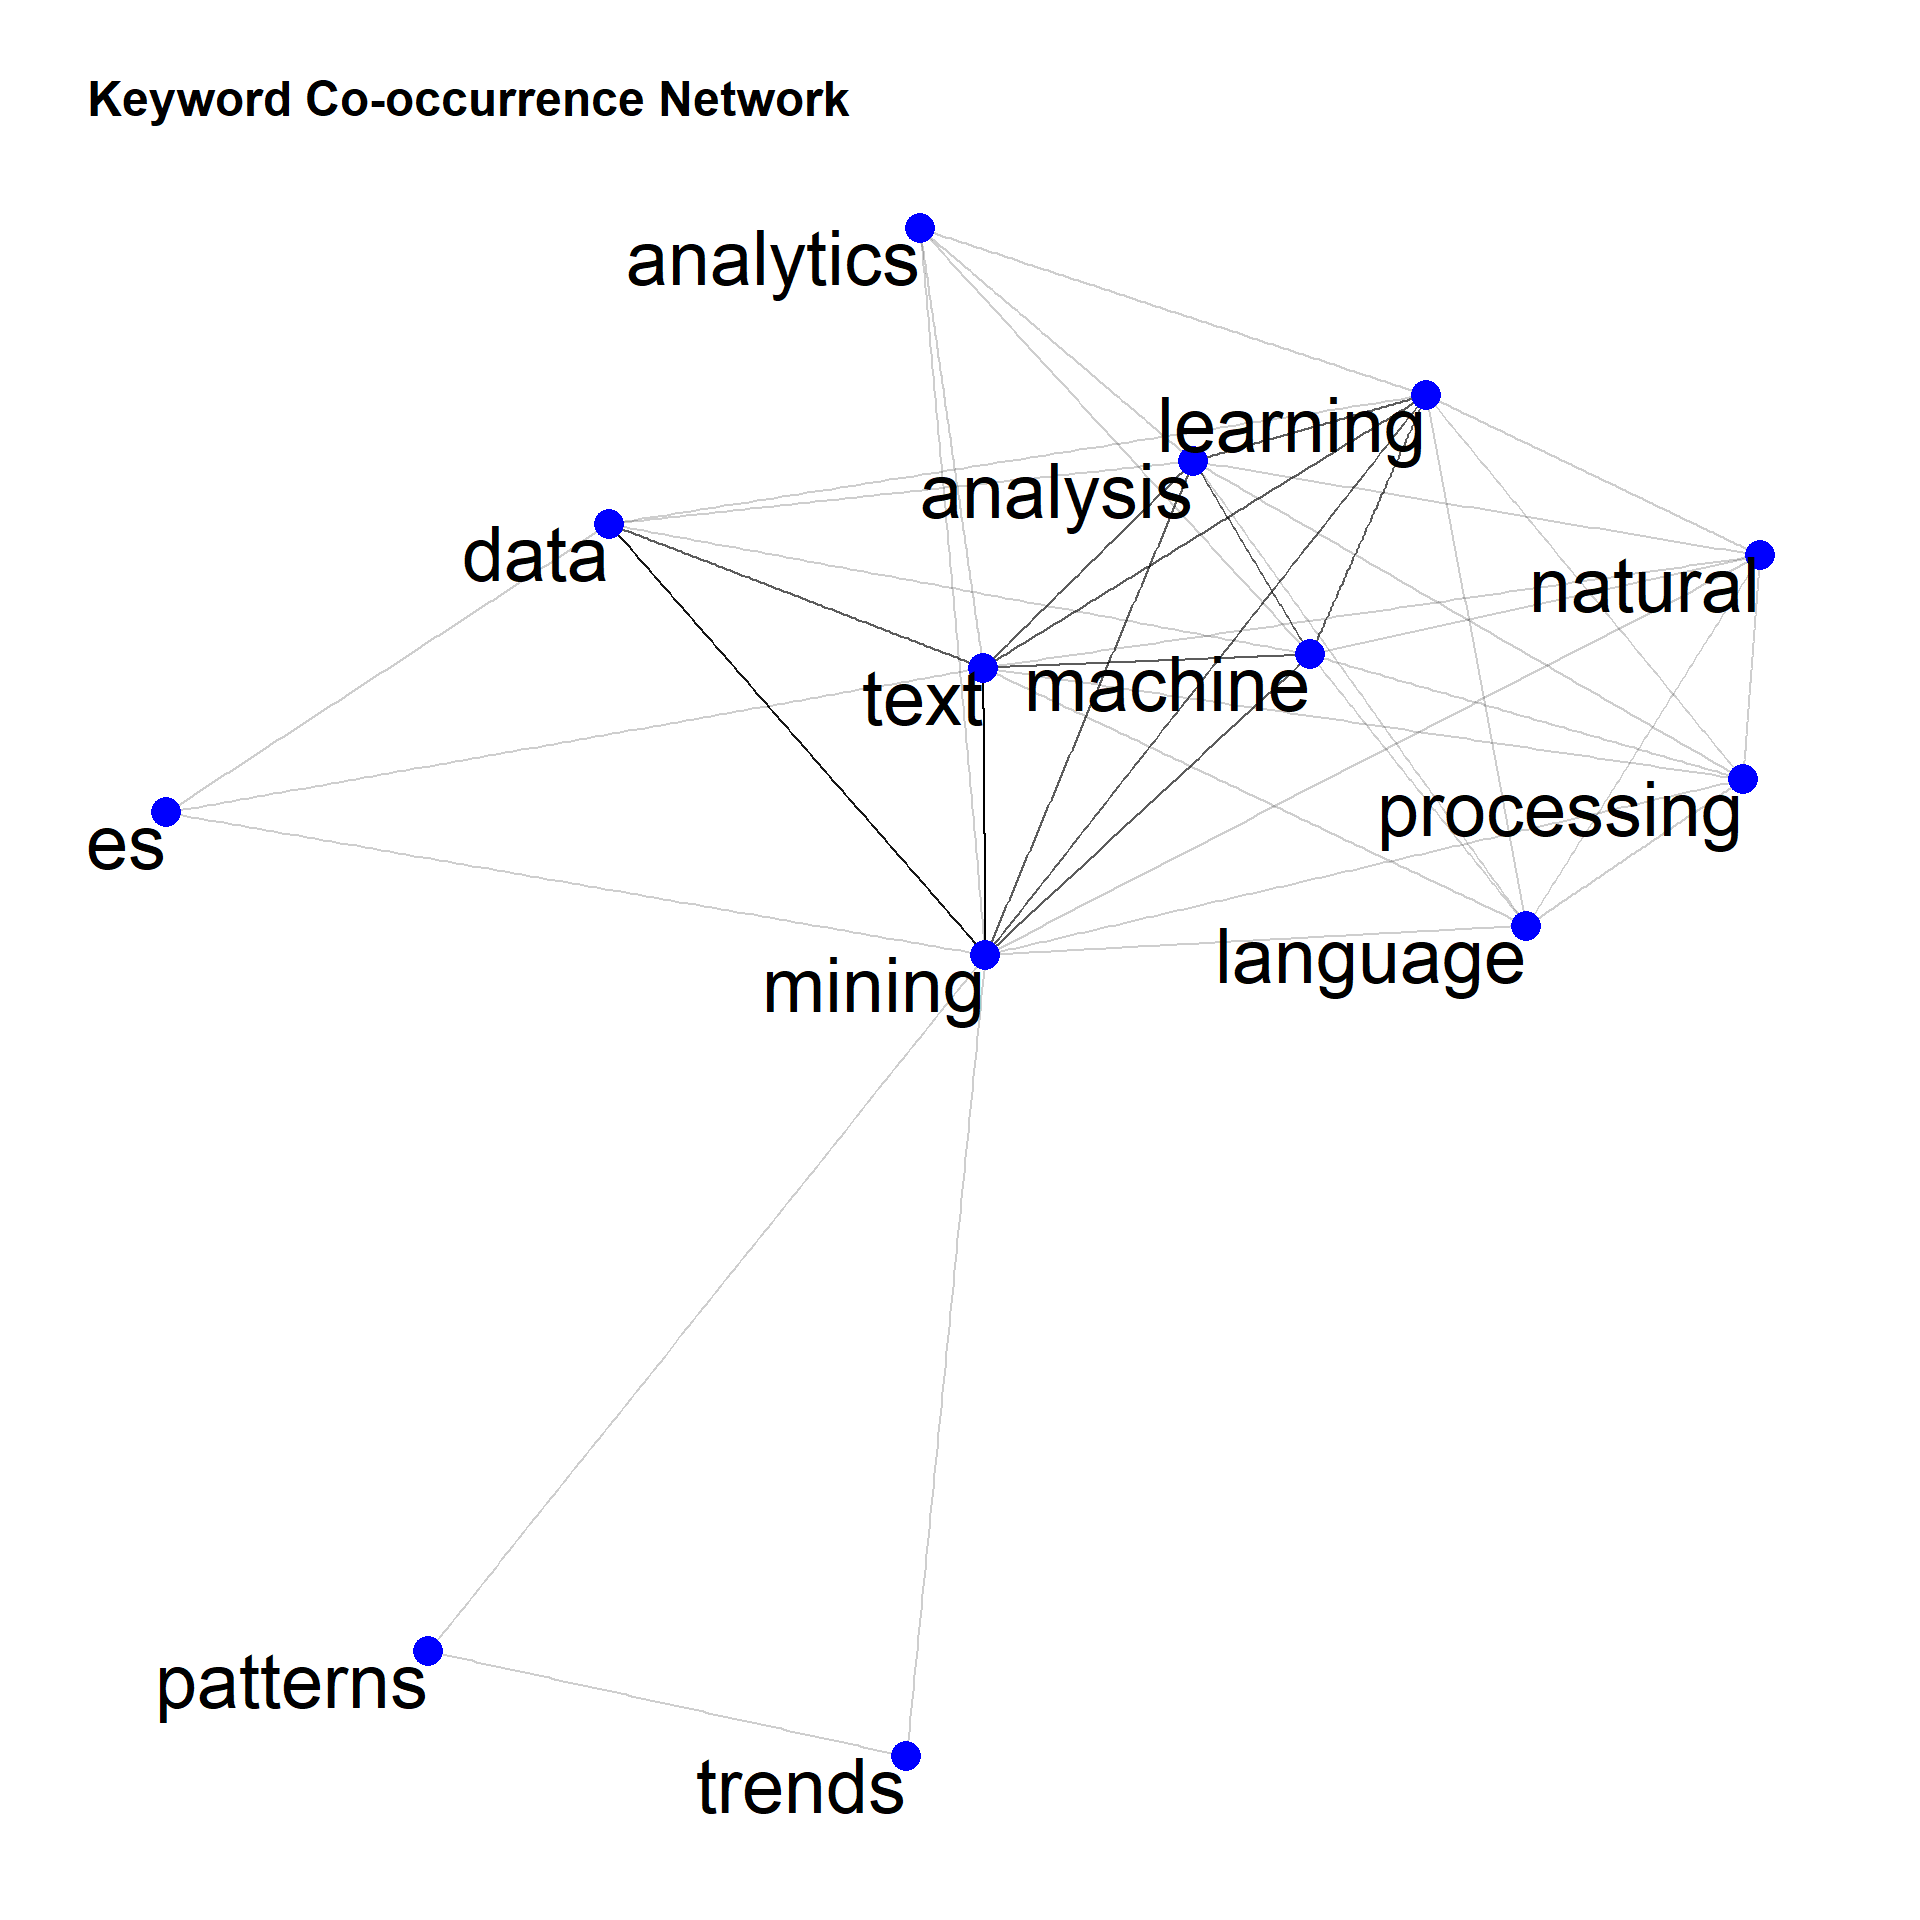 Keyword Co-occurrence Network
analytics
learning
analysis
data
natural
text
machine
processing
es
language
mining
patterns
trends